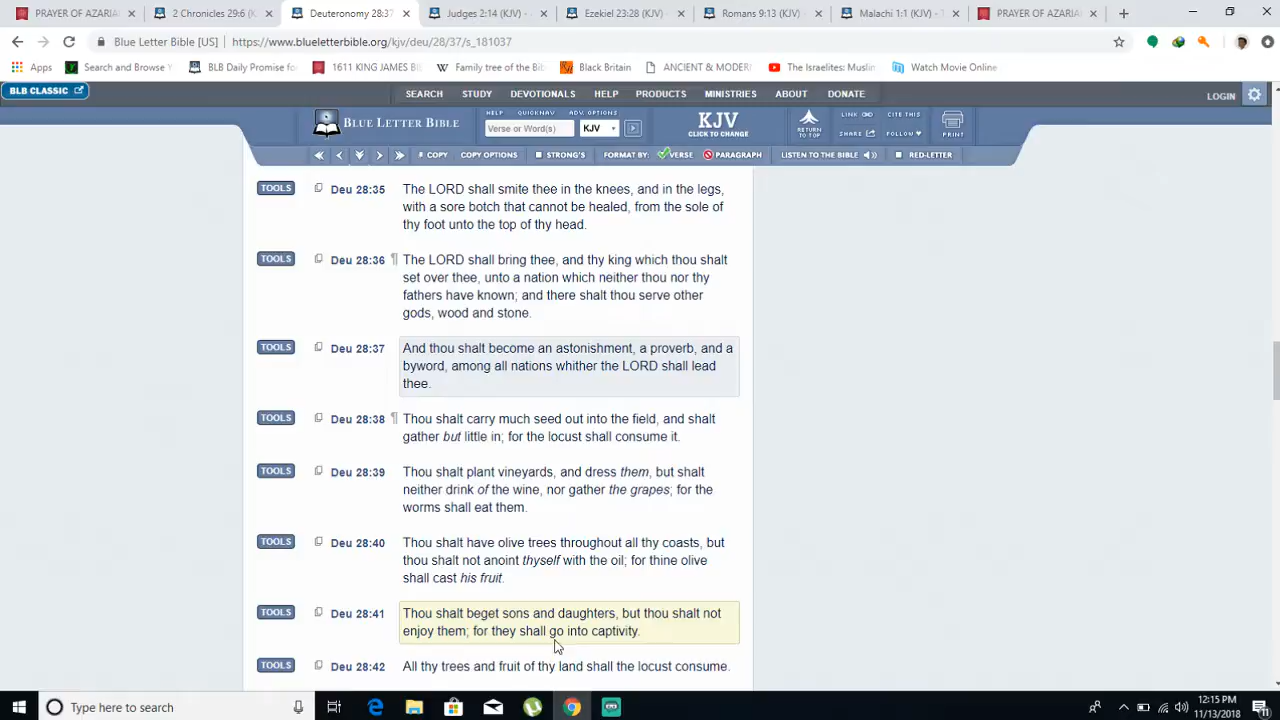 PRAYER OF AZARIA
2 Chronicles 29:6 (KJV)
Deuteronomy 28:37
Judges 2:14 (KJV) -
Ezekiel 23:28 (KJV)
Romans 9:13 (KJV) -
Malachi 1:1 (KJV) - T
PRAYER OF AZARIA
Blue Letter Bible [US] https://www.blueletterbible.org/kjv/deu/28/37/s_181037
Apps Search and Browse Y BLB Daily Promise fo 1611 KING JAMES BI Family tree of the Bib Black Britain ANCIENT & MODER The Israelites: Muslin Watch Movie Online
BLB CLASSIC
SEARCH STUDY DEVOTIONALS HELP PRODUCTS MINISTRIES ABOUT DONATE LOGIN
BLUE LETTER BIBLE
HELP QUICKNAV ADV. OPTIONS
Verse or Word(s) KJV
KJV
CLICK TO CHANGE
RETURN
TO TOP
LINK CITE THIS
SHARE FOLLOW
PRINT
COPY COPY OPTIONS STRONG'S FORMAT BY: VERSE PARAGRAPH LISTEN TO THE BIBLE RED-LETTER
TOOLS Deu 28:35 The LORD shall smite thee in the knees, and in the legs,
with a sore botch that cannot be healed, from the sole of
thy foot unto the top of thy head.
TOOLS Deu 28:36 ¶ The LORD shall bring thee, and thy king which thou shalt
set over thee, unto a nation which neither thou nor thy
fathers have known; and there shalt thou serve other
gods, wood and stone.
TOOLS Deu 28:37 And thou shalt become an astonishment, a proverb, and a
byword, among all nations whither the LORD shall lead
thee.
TOOLS Deu 28:38 ¶ Thou shalt carry much seed out into the field, and shalt
gather but little in; for the locust shall consume it.
TOOLS Deu 28:39 Thou shalt plant vineyards, and dress them, but shalt
neither drink of the wine, nor gather the grapes; for the
worms shall eat them.
TOOLS Deu 28:40 Thou shalt have olive trees throughout all thy coasts, but
thou shalt not anoint thyself with the oil; for thine olive
shall cast his fruit.
TOOLS Deu 28:41 Thou shalt beget sons and daughters, but thou shalt not
enjoy them; for they shall go into captivity.
TOOLS Deu 28:42 All thy trees and fruit of thy land shall the locust consume.
Type here to search
12:15 PM
11/13/2018